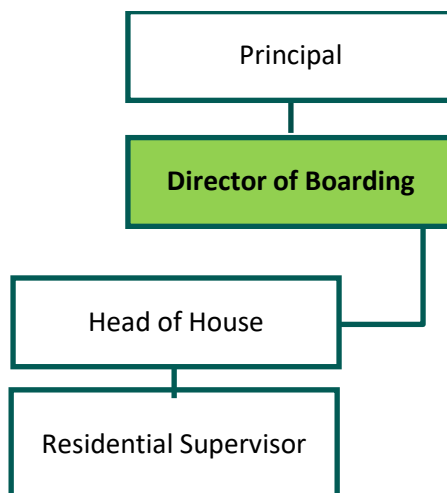 Principal
Director of Boarding
Head of House
Residential Supervisor